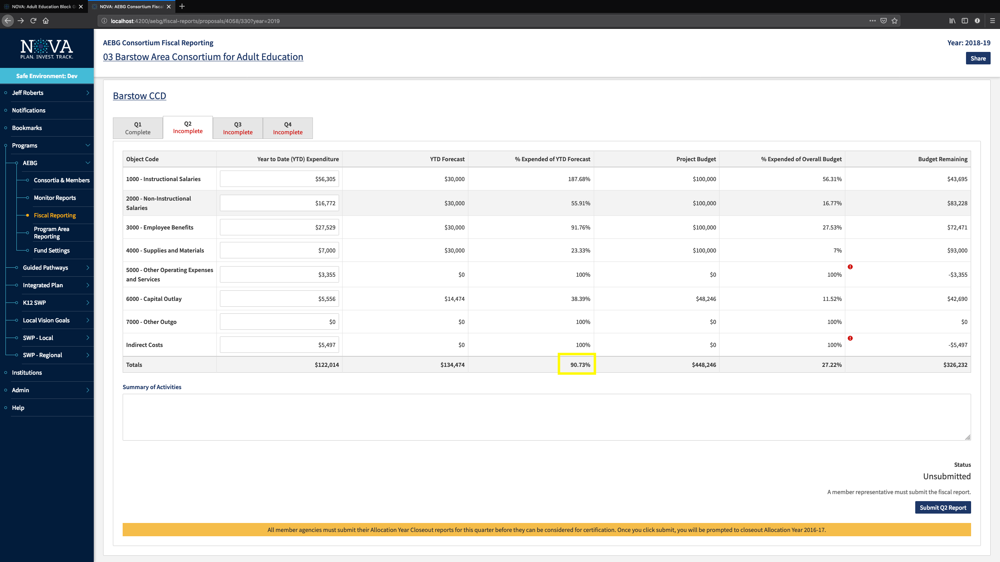 NOVA: Adult Education Block G
NOVA: AEBG Consortium Fiscal
localhost:4200/aebg/fiscal-reports/proposals/4058/330?year=2019
NOVA
PLAN. INVEST. TRACK.
Safe Environment: Dev
Jeff Roberts
Notifications
Bookmarks
Programs
AEBG
Consortia & Members
Monitor Reports
Fiscal Reporting
Program Area
Reporting
Fund Settings
Guided Pathways
Integrated Plan
K12 SWP
Local Vision Goals
SWP - Local
SWP - Regional
Institutions
Admin
Help
AEBG Consortium Fiscal Reporting
03 Barstow Area Consortium for Adult Education
Year: 2018-19
Share
Barstow CCD
Q1 Q2 Q3 Q4
Complete Incomplete Incomplete Incomplete
Object Code Year to Date (YTD) Expenditure YTD Forecast % Expended of YTD Forecast Project Budget % Expended of Overall Budget Budget Remaining
1000 - Instructional Salaries $56,305 $30,000 187.68% $100,000 56.31% $43,695
2000 - Non-Instructional
Salaries $16,772 $30,000 55.91% $100,000 16.77% $83,228
3000 - Employee Benefits $27,529 $30,000 91.76% $100,000 27.53% $72,471
4000 - Supplies and Materials $7,000 $30,000 23.33% $100,000 7% $93,000
5000 - Other Operating Expenses
and Services $3,355 $0 100% $0 100% -$3,355
6000 - Capital Outlay $5,556 $14,474 38.39% $48,246 11.52% $42,690
7000 - Other Outgo $0 $0 100% $0 100% $0
Indirect Costs $5,497 $0 100% $0 100% -$5,497
Totals $122,014 $134,474 90.73% $448,246 27.22% $326,232
Summary of Activities
Status
Unsubmitted
A member representative must submit the fiscal report.
Submit Q2 Report
All member agencies must submit their Allocation Year Closeout reports for this quarter before they can be considered for certification. Once you click submit, you will be prompted to closeout Allocation Year 2016-17.